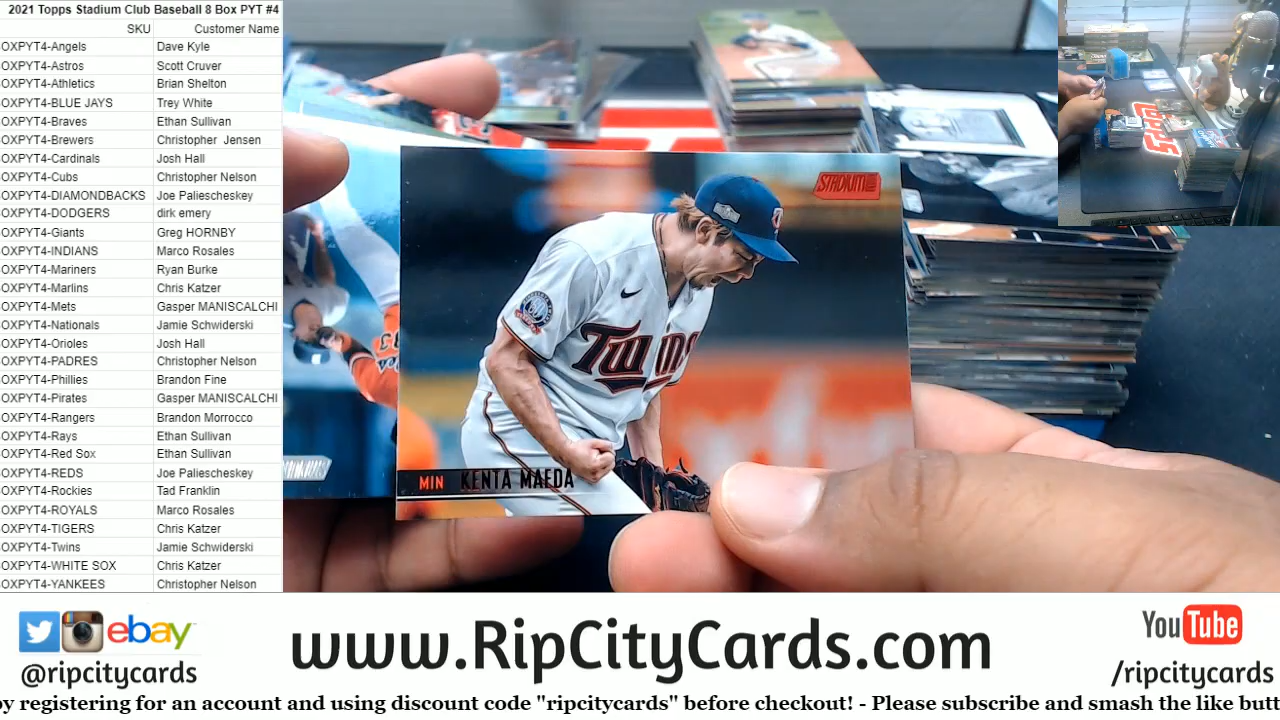 2021 Topps Stadium Club Baseball 8 Box PYT #4
SKU Customer Name
OXPYT4-Angels Dave Kyle
OXPYT4-Astros Scott Cruver
OXPYT4-Athletics Brian Shelton
OXPYT4-BLUE JAYS Trey White
OXPYT4-Braves Ethan Sullivan
OXPYT4-Brewers Christopher Jensen
OXPYT4-Cardinals Josh Hall
OXPYT4-Cubs Christopher Nelson
OXPYT4-DIAMONDBACKS Joe Paliescheskey
OXPYT4-DODGERS dirk emery
OXPYT4-Giants Greg HORNBY
OXPYT4-INDIANS Marco Rosales
OXPYT4-Mariners Ryan Burke
OXPYT4-Marlins Chris Katzer
OXPYT4-Mets Gasper MANISCALCHI
OXPYT4-Nationals Jamie Schwiderski
OXPYT4-Orioles Josh Hall
OXPYT4-PADRES Christopher Nelson
OXPYT4-Phillies Brandon Fine
OXPYT4-Pirates Gasper MANISCALCHI
OXPYT4-Rangers Brandon Morrocco
OXPYT4-Rays Ethan Sullivan
OXPYT4-Red Sox Ethan Sullivan
OXPYT4-REDS Joe Paliescheskey
OXPYT4-Rockies Tad Franklin
OXPYT4-ROYALS Marco Rosales
OXPYT4-TIGERS Chris Katzer
OXPYT4-Twins Jamie Schwiderski
OXPYT4-WHITE SOX Chris Katzer
OXPYT4-YANKEES Christopher Nelson
STADIUM
Twins
MIN KENTA MAEDA
TOPPS
ebay
@ripcitycards
www.RipCityCards.com
YouTube
/ripcitycards
by registering for an account and using discount code "ripcitycards" before checkout! - Please subscribe and smash the like butt